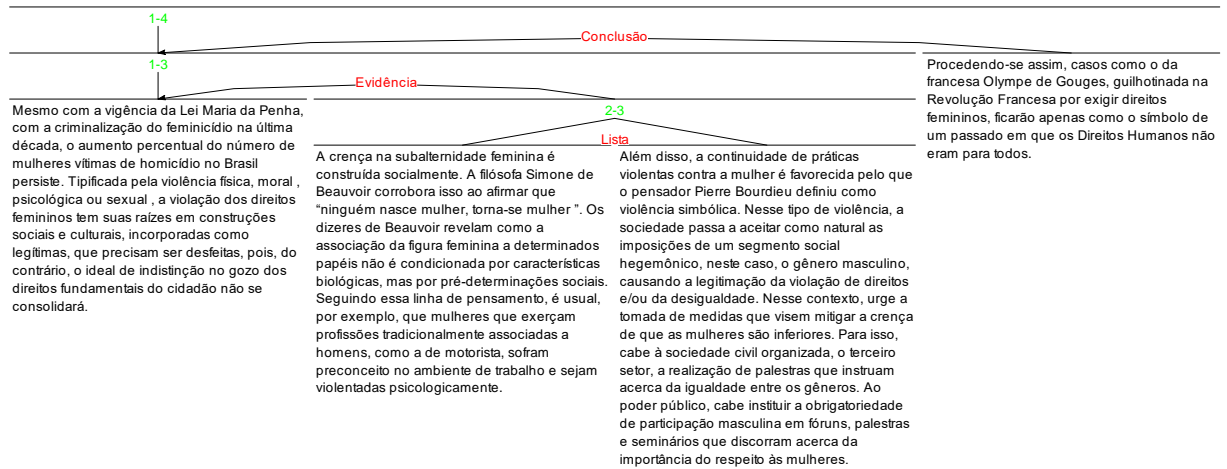 1-4
Conclusão
1-3
Evidência
Mesmo com a vigência da Lei Maria da Penha,
com a criminalização do feminicídio na última
década, o aumento percentual do número de
mulheres vítimas de homicídio no Brasil
persiste. Tipificada pela violência física, moral ,
psicológica ou sexual , a violação dos direitos
femininos tem suas raízes em construções
sociais e culturais, incorporadas como
legítimas, que precisam ser desfeitas, pois, do
contrário, o ideal de indistinção no gozo dos
direitos fundamentais do cidadão não se
consolidará.
2-3
Lista
A crença na subalternidade feminina é
construída socialmente. A filósofa Simone de
Beauvoir corrobora isso ao afirmar que
“ninguém nasce mulher, torna-se mulher ”. Os
dizeres de Beauvoir revelam como a
associação da figura feminina a determinados
papéis não é condicionada por características
biológicas, mas por pré-determinações sociais.
Seguindo essa linha de pensamento, é usual,
por exemplo, que mulheres que exerçam
profissões tradicionalmente associadas a
homens, como a de motorista, sofram
preconceito no ambiente de trabalho e sejam
violentadas psicologicamente.
Além disso, a continuidade de práticas
violentas contra a mulher é favorecida pelo que
o pensador Pierre Bourdieu definiu como
violência simbólica. Nesse tipo de violência, a
sociedade passa a aceitar como natural as
imposições de um segmento social
hegemônico, neste caso, o gênero masculino,
causando a legitimação da violação de direitos
e/ou da desigualdade. Nesse contexto, urge a
tomada de medidas que visem mitigar a crença
de que as mulheres são inferiores. Para isso,
cabe à sociedade civil organizada, o terceiro
setor, a realização de palestras que instruam
acerca da igualdade entre os gêneros. Ao
poder público, cabe instituir a obrigatoriedade
de participação masculina em fóruns, palestras
e seminários que discorram acerca da
importância do respeito às mulheres.
Procedendo-se assim, casos como o da
francesa Olympe de Gouges, guilhotinada na
Revolução Francesa por exigir direitos
femininos, ficarão apenas como o símbolo de
um passado em que os Direitos Humanos não
eram para todos.